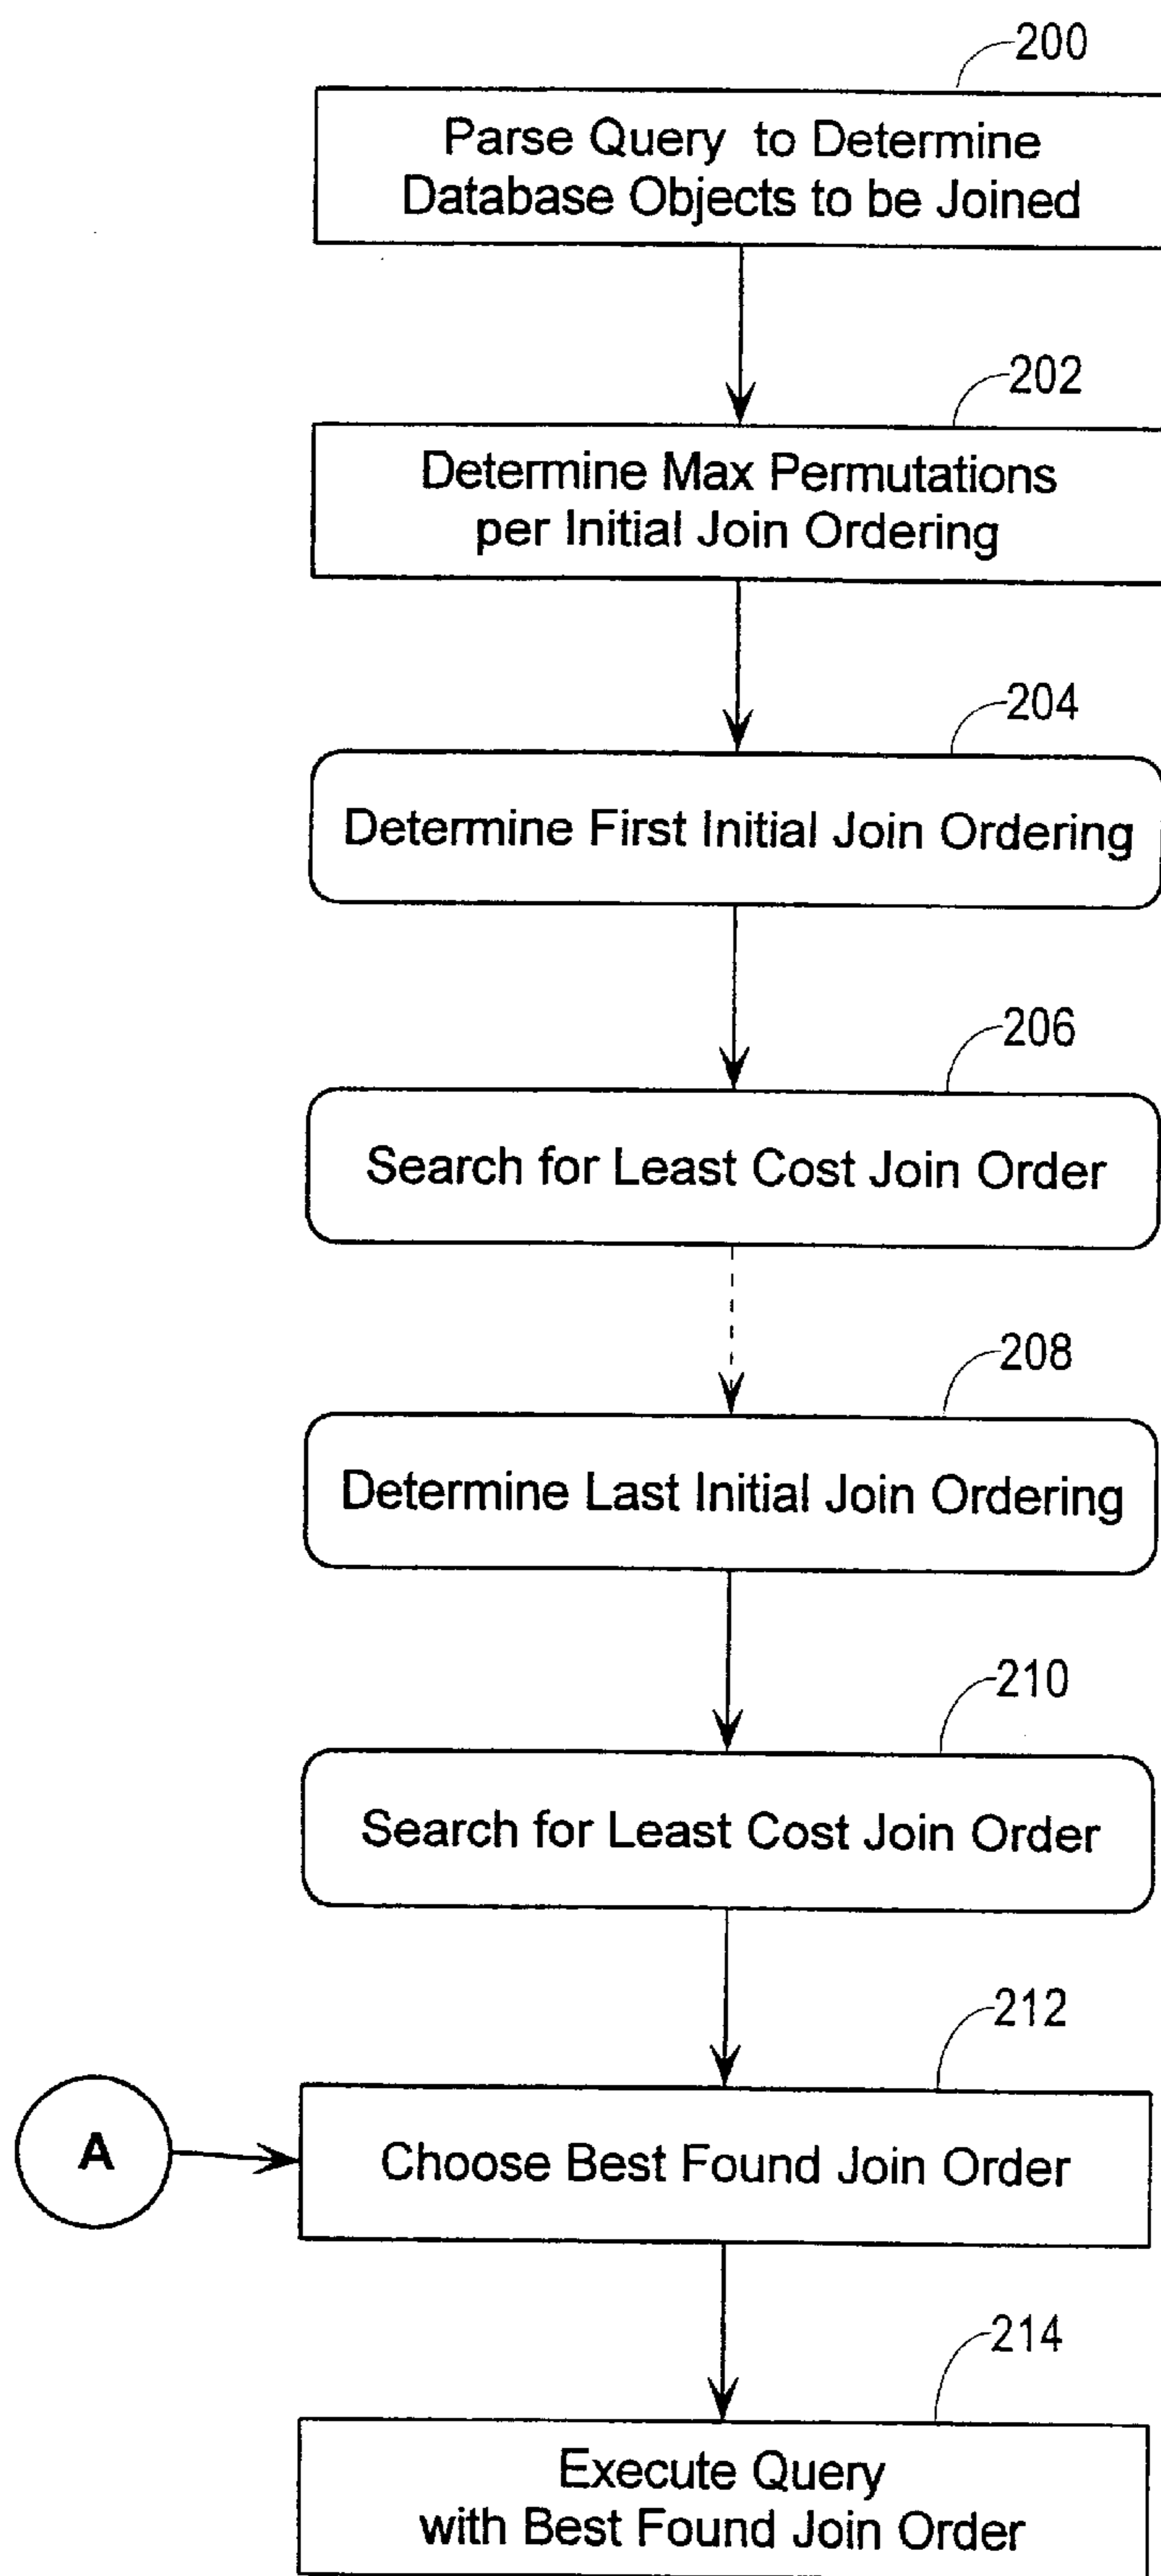 200
Parse Query to Determine
Database Objects to be Joined
202
Determine Max Permutations
per Initial Join Ordering
204
Determine First Initial Join Ordering
206
Search for Least Cost Join Order
208
Determine Last Initial Join Ordering
210
Search for Least Cost Join Order
212
A
Choose Best Found Join Order
214
Execute Query
with Best Found Join Order